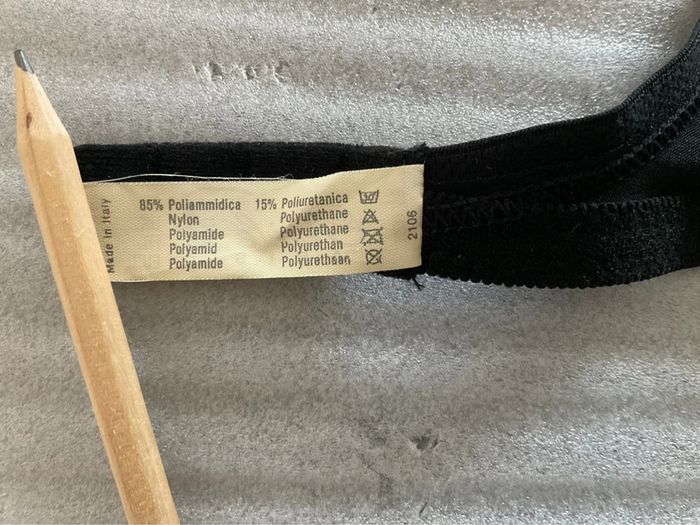 Made in Italy
85% Poliammidica 15% Poliuretanica
Nylon Polyurethane
Polyamide Polyurethane
Polyamid Polyurethan
Polyamide Polyurethaan
2106